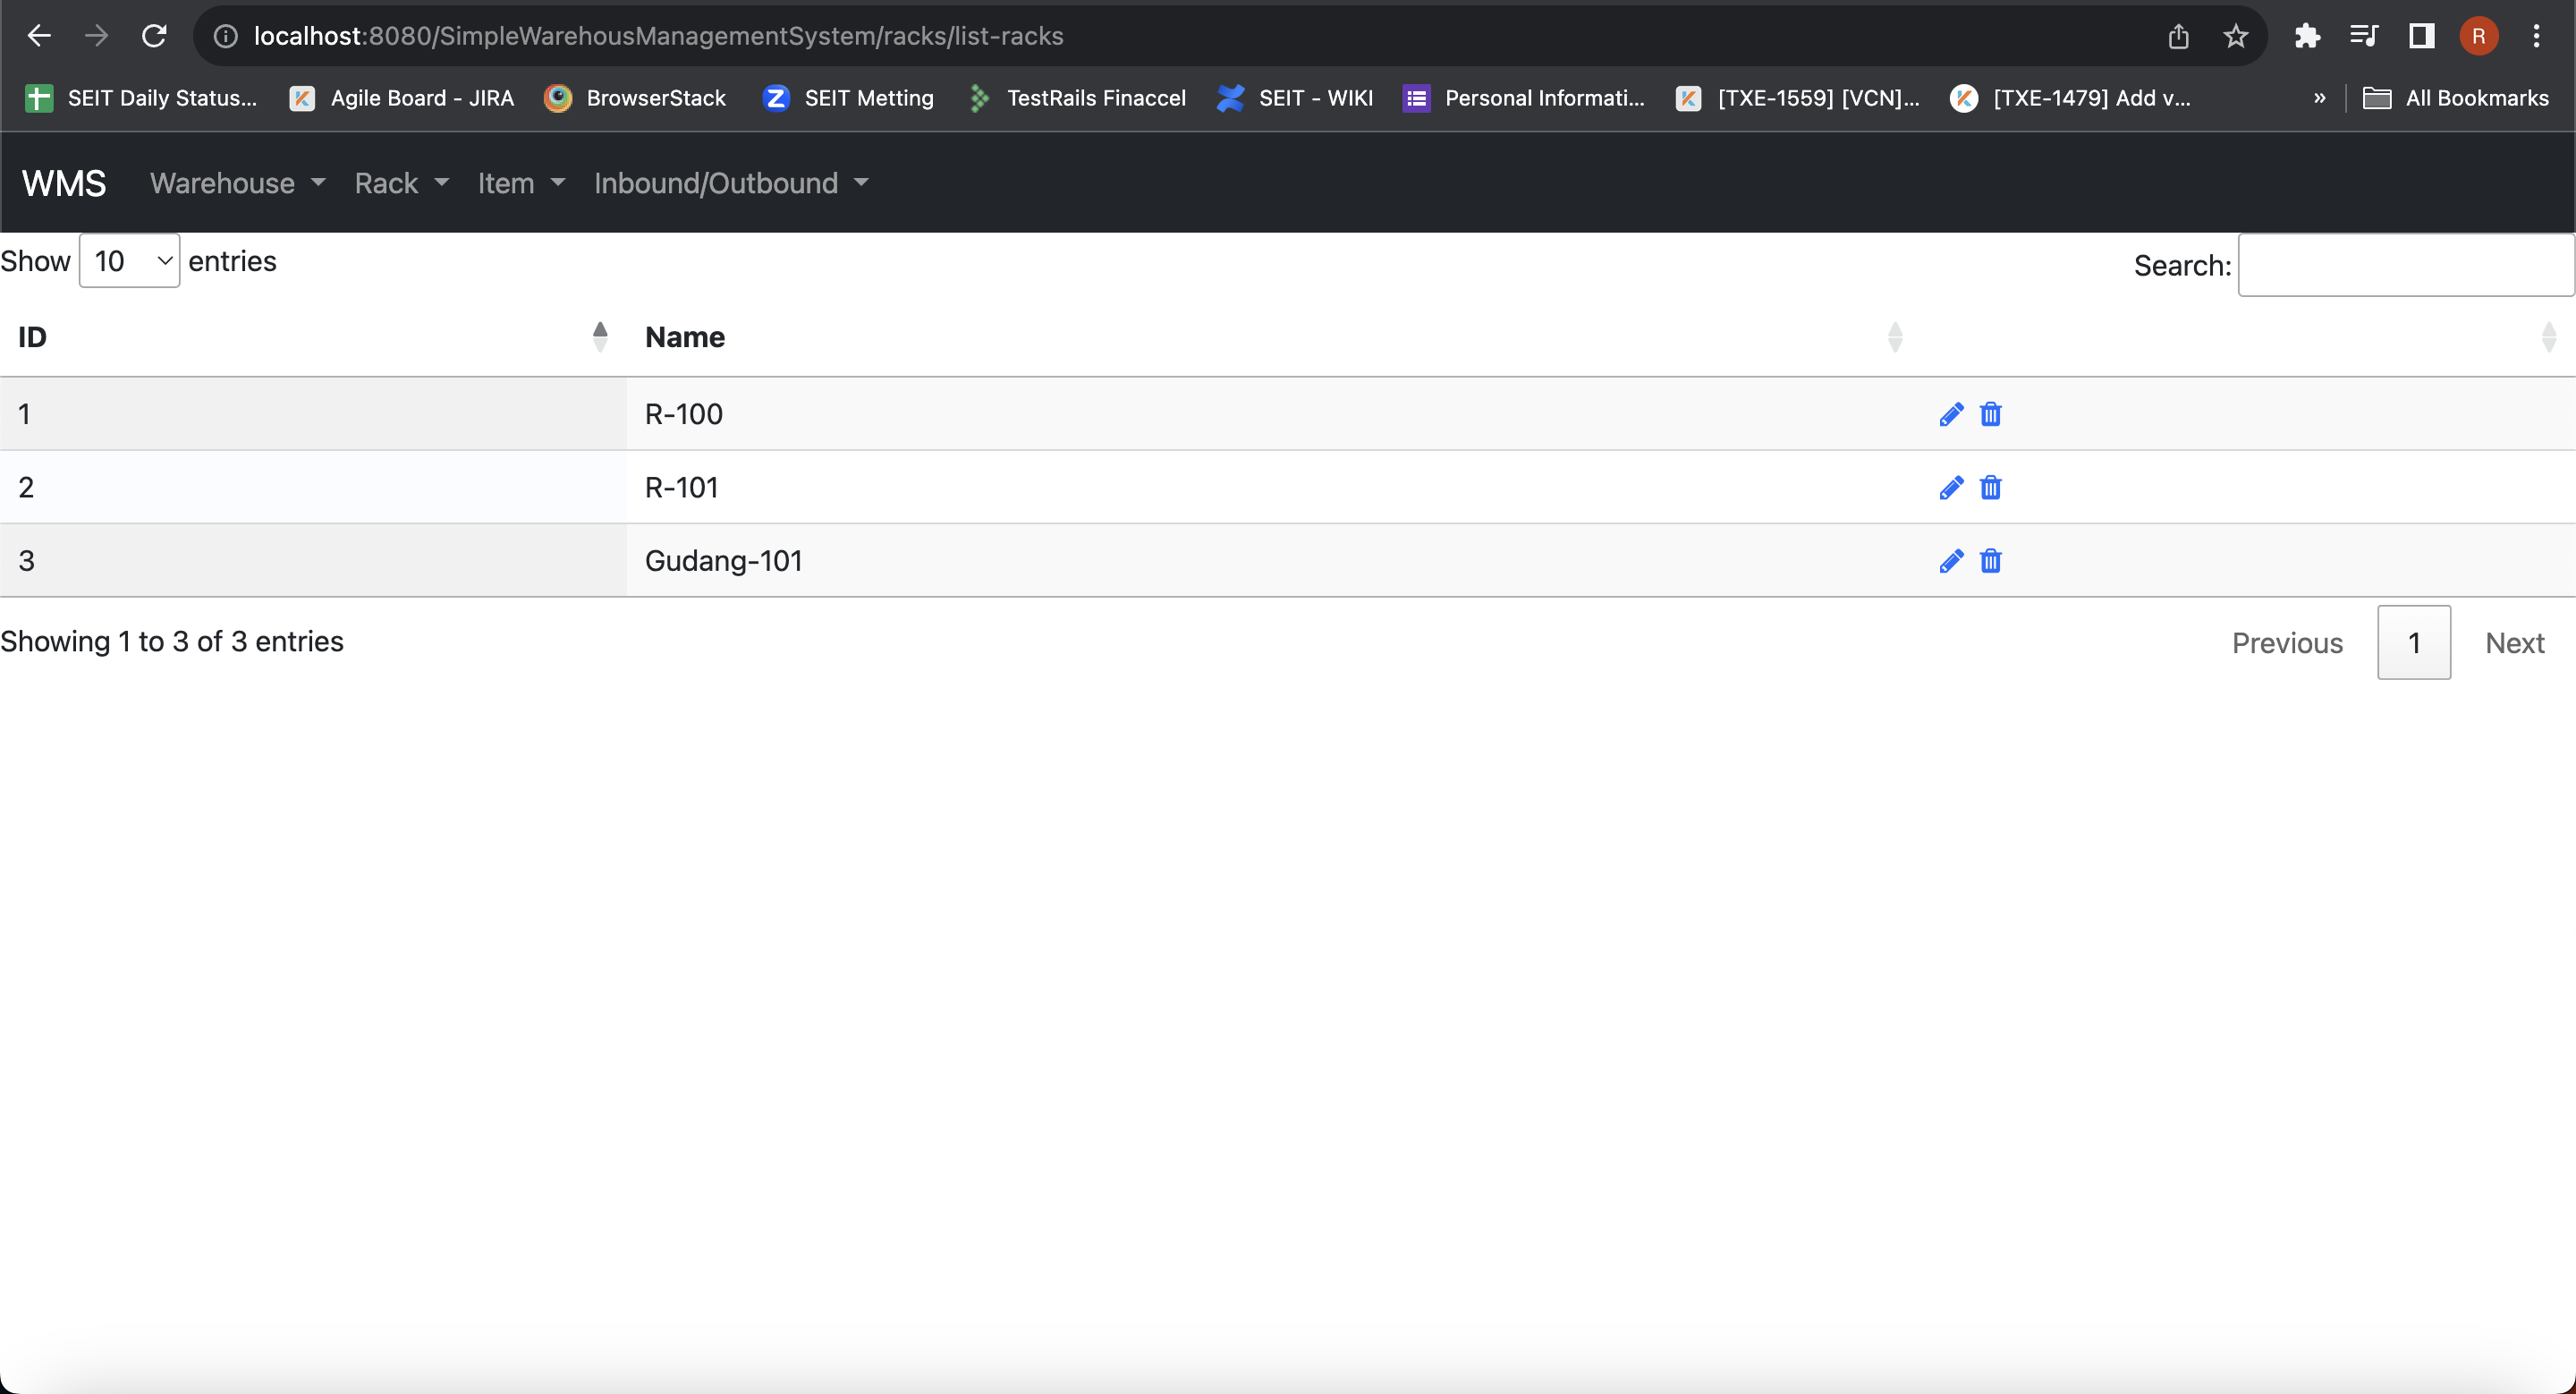 localhost:8080/SimpleWarehousManagementSystem/racks/list-racks
R
SEIT Daily Status... Agile Board - JIRA BrowserStack SEIT Metting TestRails Finaccel SEIT - WIKI Personal Informati... [TXE-1559] [VCN]... [TXE-1479] Add v... » All Bookmarks
WMS Warehouse Rack Item Inbound/Outbound
Show 10 entries Search:
ID Name
1 R-100
2 R-101
3 Gudang-101
Showing 1 to 3 of 3 entries Previous 1 Next